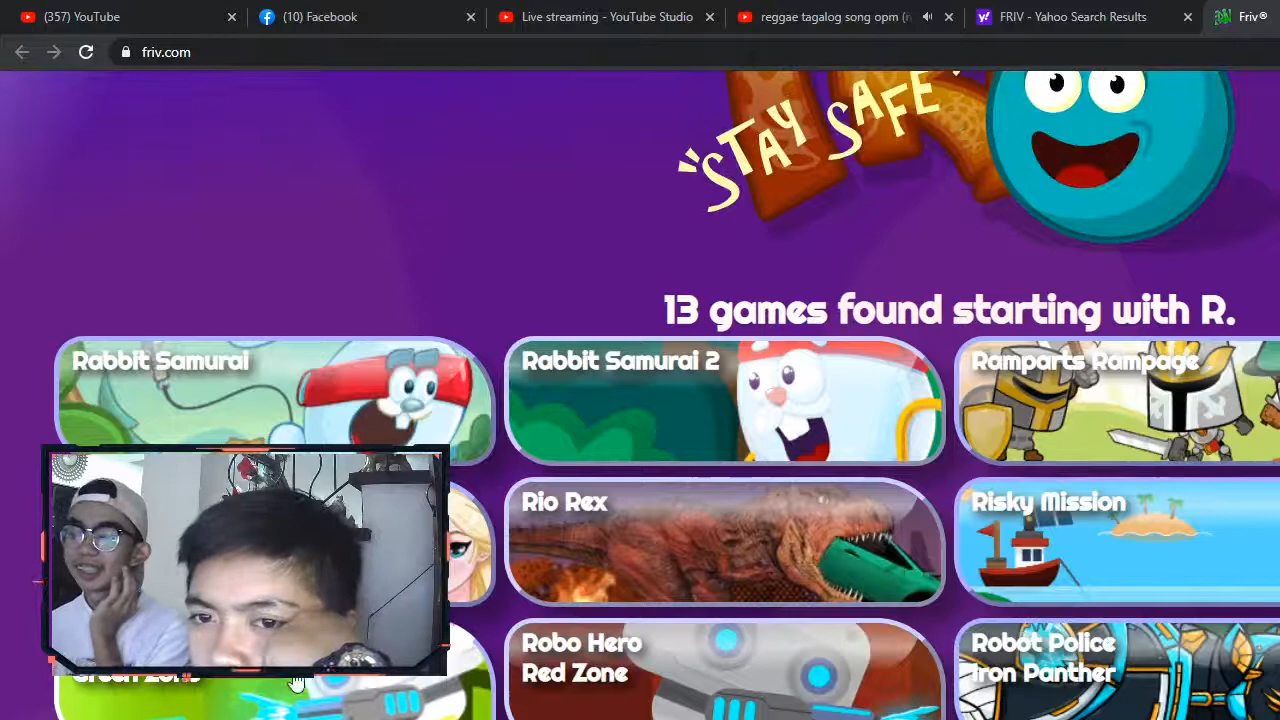 (357) YouTube
(10) Facebook
Live streaming - YouTube Studio
reggae tagalog song opm (n
FRIV - Yahoo Search Results
Friv®
friv.com
STAY SAFE
13 games found starting with R.
Rabbit Samurai
Rabbit Samurai 2
Ramparts Rampage
Rio Rex
Risky Mission
Robo Hero
Red Zone
Robot Police
Iron Panther